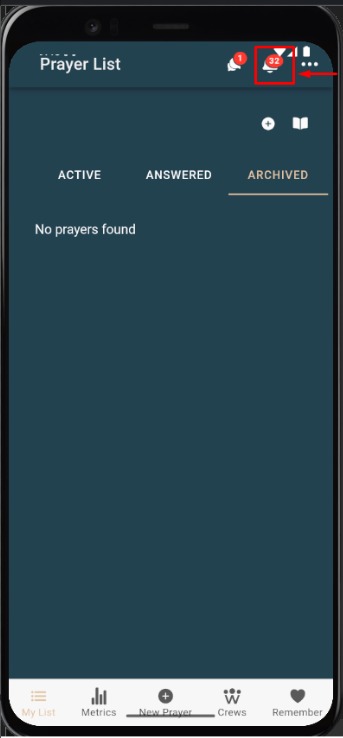 Prayer List
1
32
ACTIVE ANSWERED ARCHIVED
No prayers found
My List Metrics New Prayer Crews Remember